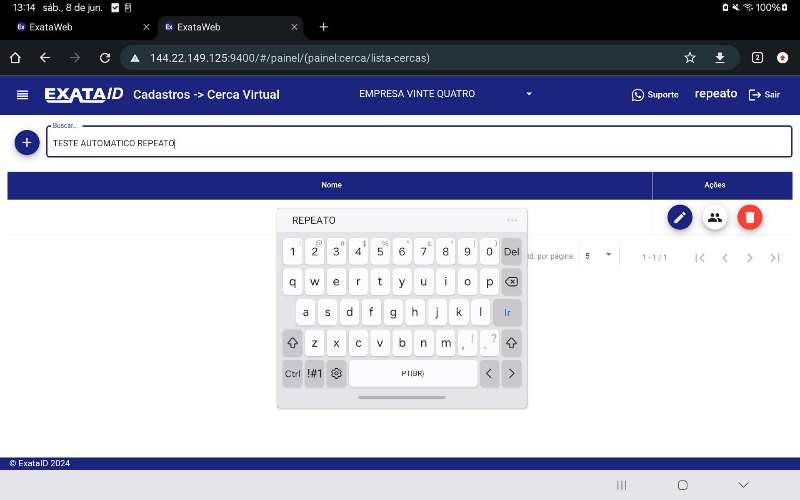 13:14 sáb., 8 de jun.
100%
ExataWeb
ExataWeb
144.22.149.125:9400/#/painel/(painel:cerca/lista-cercas)
2
EXATAID
Cadastros -> Cerca Virtual
EMPRESA VINTE QUATRO
Suporte
repeato
Sair
Buscar...
TESTE AUTOMATICO REPEATO
Nome
Ações
td. por página:
5
1 - 1 / 1
REPEATO
1 2 3 4 5 6 7 8 9 0 Del
q w e r t y u i o p
a s d f g h j k l Ir
z x c v b n m , ! . ?
Ctrl !#1 PT(BR)
© ExataID 2024